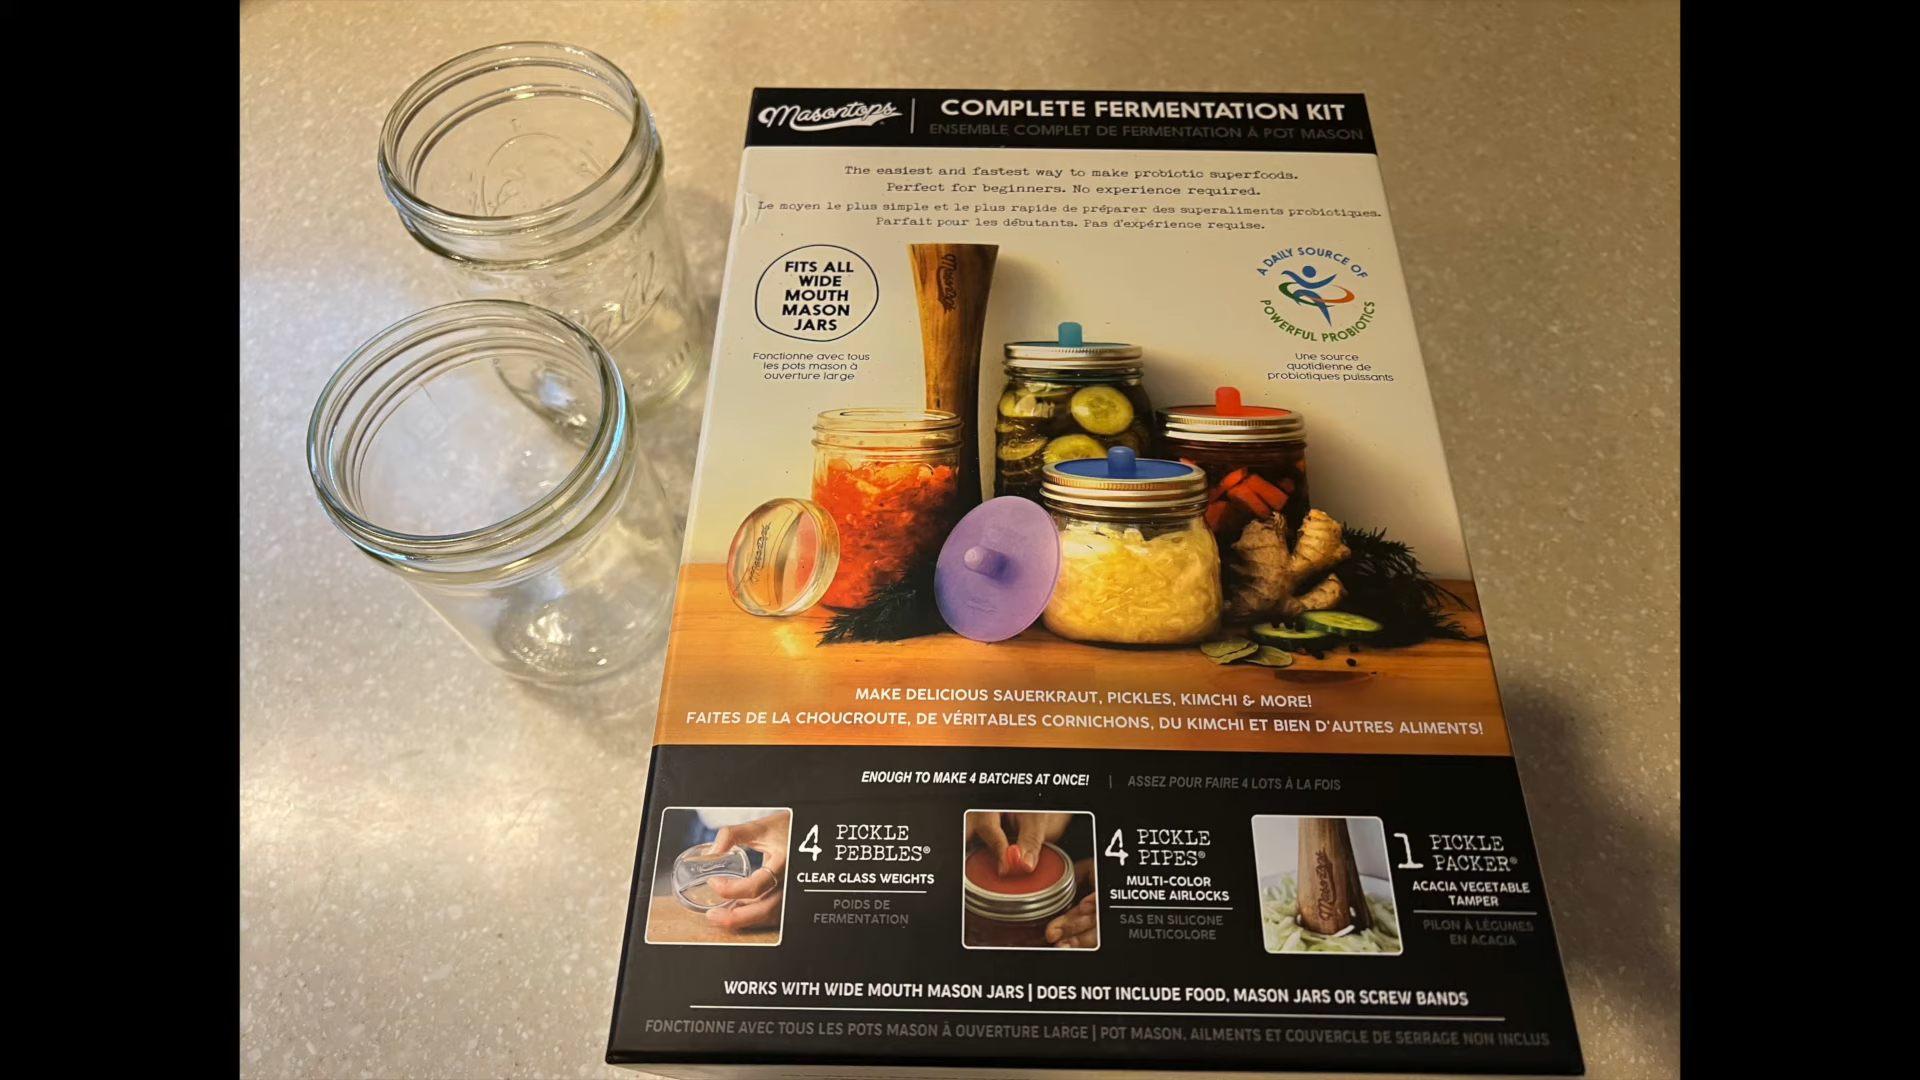 Masontops
COMPLETE FERMENTATION KIT
ENSEMBLE COMPLET DE FERMENTATION À POT MASON
The easiest and fastest way to make probiotic superfoods.
Perfect for beginners. No experience required.
Le moyen le plus simple et le plus rapide de préparer des superaliments probiotiques.
Parfait pour les débutants. Pas d'expérience requise.
FITS ALL
WIDE
MOUTH
MASON
JARS
Fonctionne avec tous
les pots mason à
ouverture large
A DAILY SOURCE OF
POWERFUL PROBIOTICS
Une source
quotidienne de
probiotiques puissants
Masontops
Masontops
MAKE DELICIOUS SAUERKRAUT, PICKLES, KIMCHI & MORE!
FAITES DE LA CHOUCROUTE, DE VÉRITABLES CORNICHONS, DU KIMCHI ET BIEN D'AUTRES ALIMENTS!
ENOUGH TO MAKE 4 BATCHES AT ONCE! | ASSEZ POUR FAIRE 4 LOTS À LA FOIS
4 PICKLE
PEBBLES®
CLEAR GLASS WEIGHTS
POIDS DE
FERMENTATION
4 PICKLE
PIPES®
MULTI-COLOR
SILICONE AIRLOCKS
SAS EN SILICONE
MULTICOLORE
Masontops
1 PICKLE
PACKER®
ACACIA VEGETABLE
TAMPER
PILON À LÉGUMES
EN ACACIA
WORKS WITH WIDE MOUTH MASON JARS | DOES NOT INCLUDE FOOD, MASON JARS OR SCREW BANDS
FONCTIONNE AVEC TOUS LES POTS MASON À OUVERTURE LARGE | POT MASON, AILMENTS ET COUVERCLE DE SERRAGE NON INCLUS